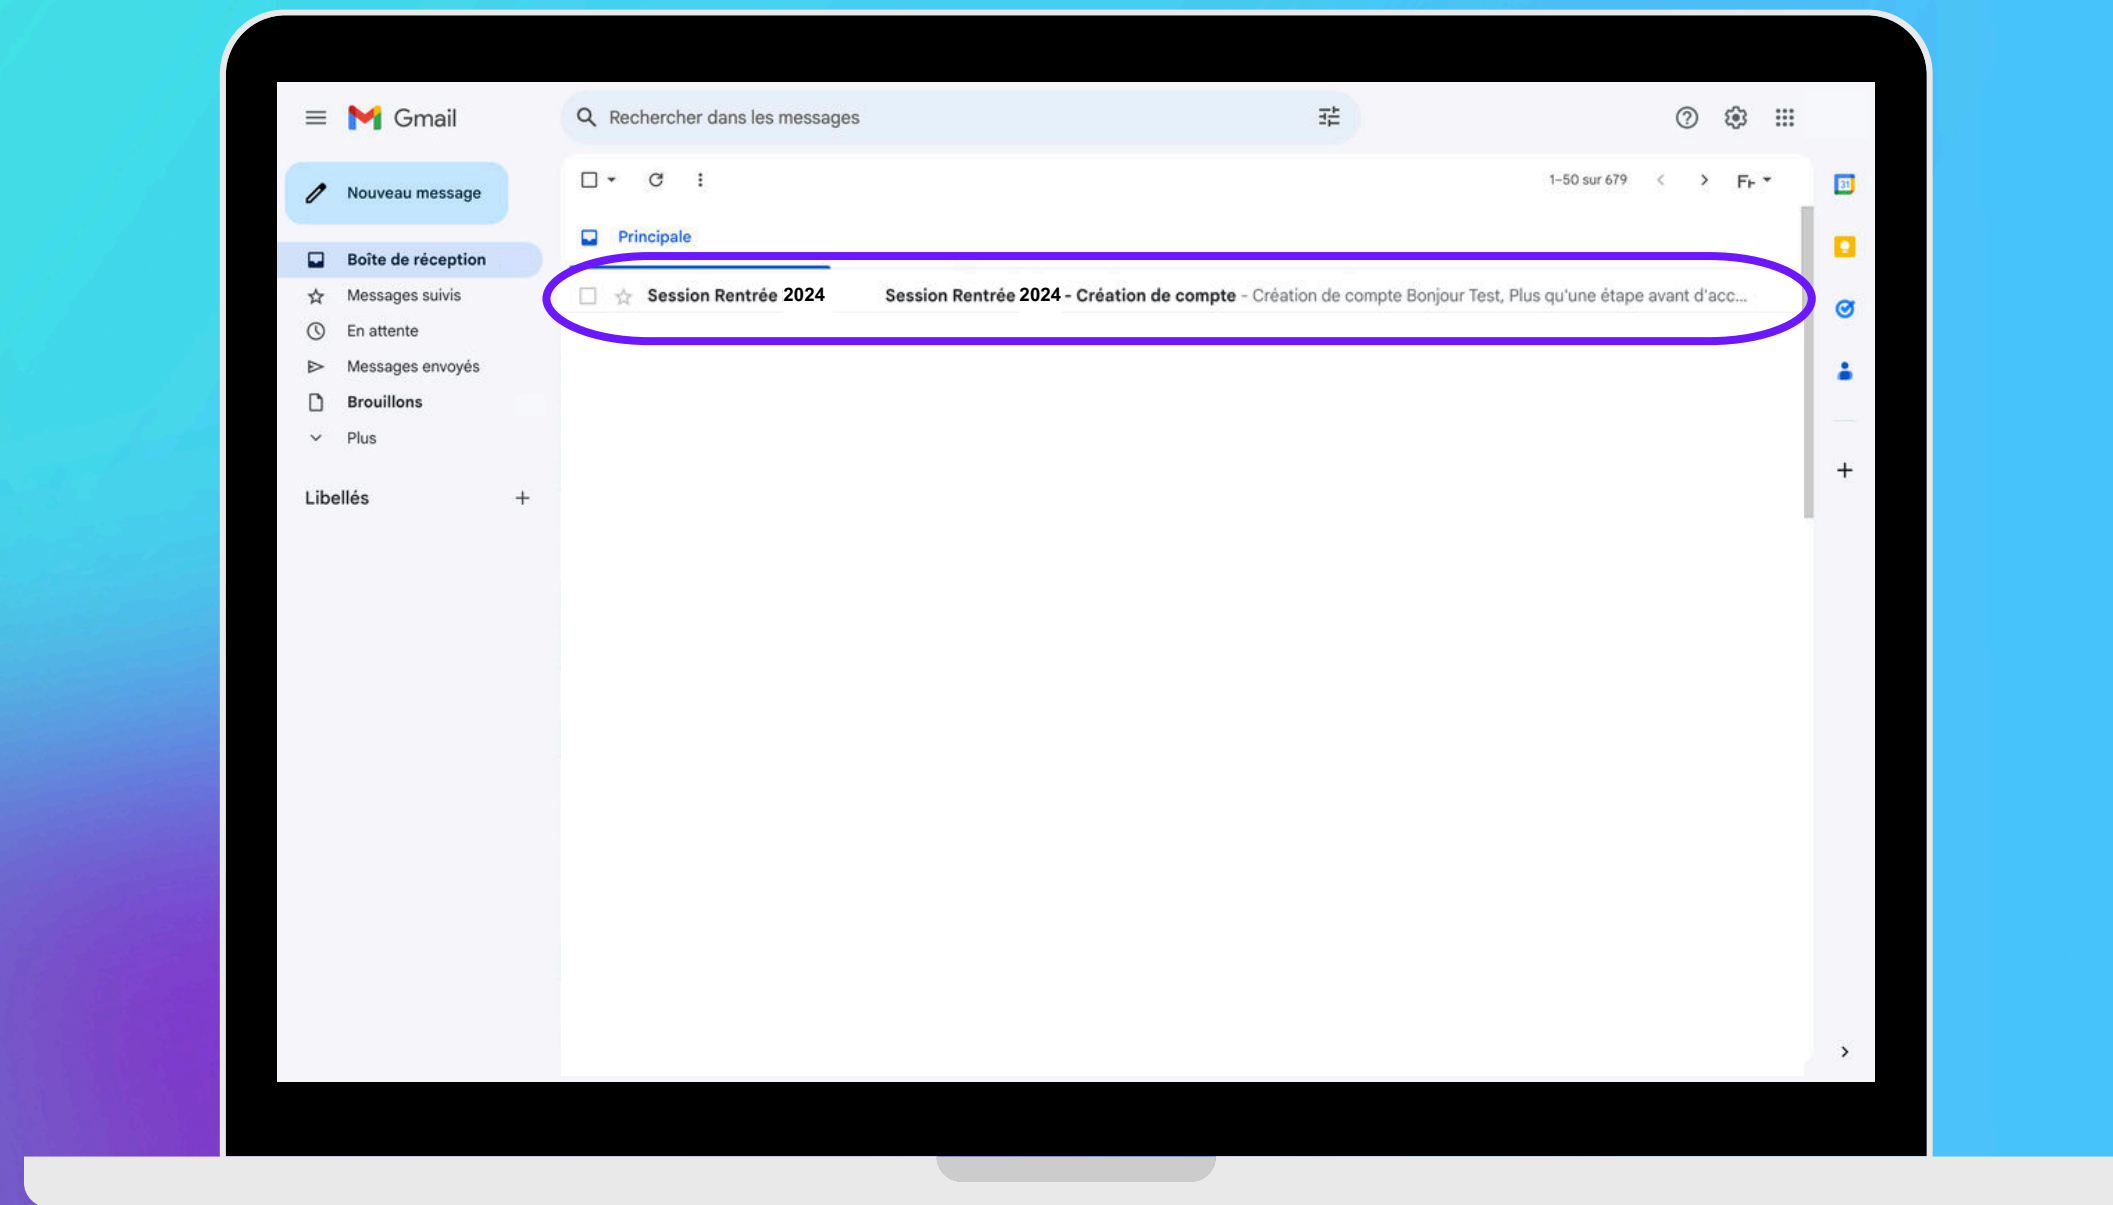 Gmail
Rechercher dans les messages
Nouveau message
1–50 sur 679
Principale
Boîte de réception
Session Rentrée 2024 Session Rentrée 2024 - Création de compte - Création de compte Bonjour Test, Plus qu'une étape avant d'acc...
Messages suivis
En attente
Messages envoyés
Brouillons
Plus
Libellés
31